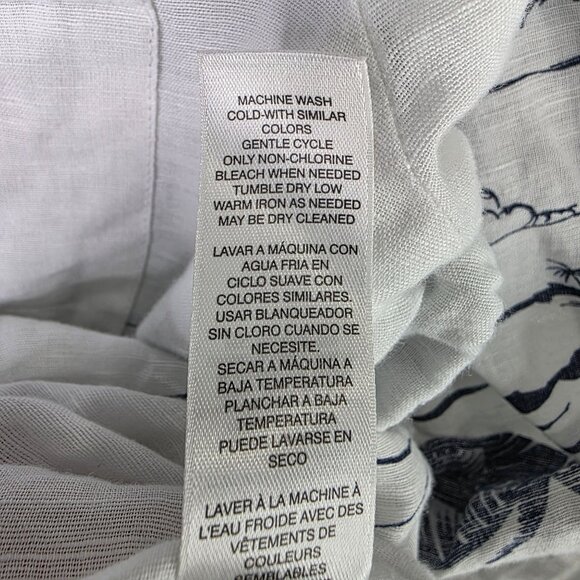 MACHINE WASH
COLD-WITH SIMILAR
COLORS
GENTLE CYCLE
ONLY NON-CHLORINE
BLEACH WHEN NEEDED
TUMBLE DRY LOW
WARM IRON AS NEEDED
MAY BE DRY CLEANED
LAVAR A MÁQUINA CON
AGUA FRIA EN
CICLO SUAVE CON
COLORES SIMILARES.
USAR BLANQUEADOR
SIN CLORO CUANDO SE
NECESITE.
SECAR A MÁQUINA A
BAJA TEMPERATURA
PLANCHAR A BAJA
TEMPERATURA
PUEDE LAVARSE EN
SECO
LAVER À LA MACHINE À
L'EAU FROIDE AVEC DES
VÊTEMENTS DE
COULEURS
SEMBLABLES